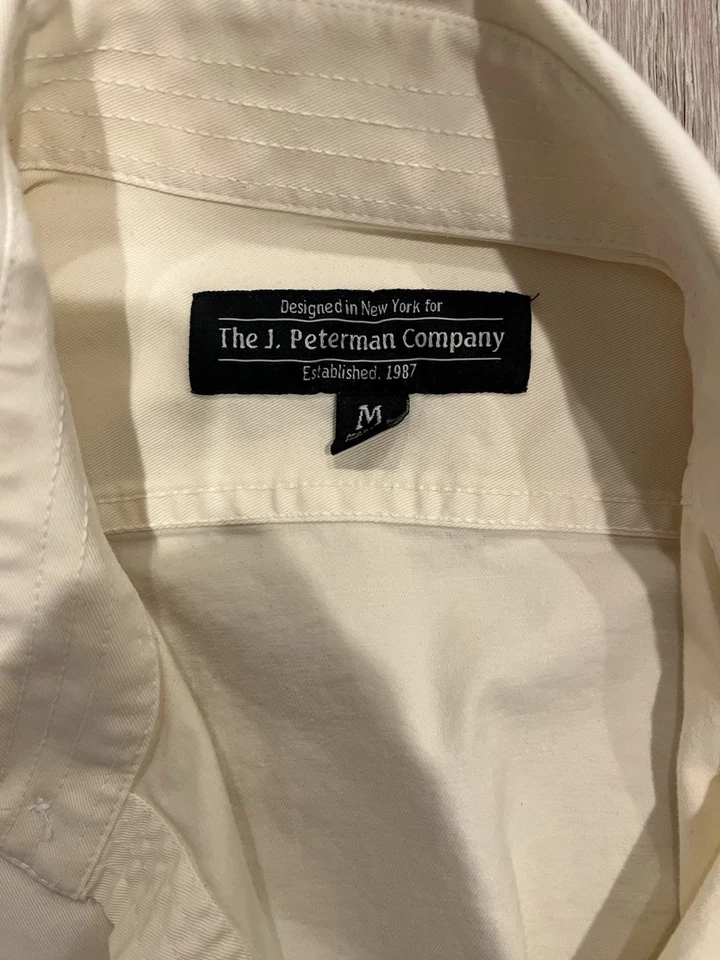 Designed in New York for
The J. Peterman Company
Established. 1987
M